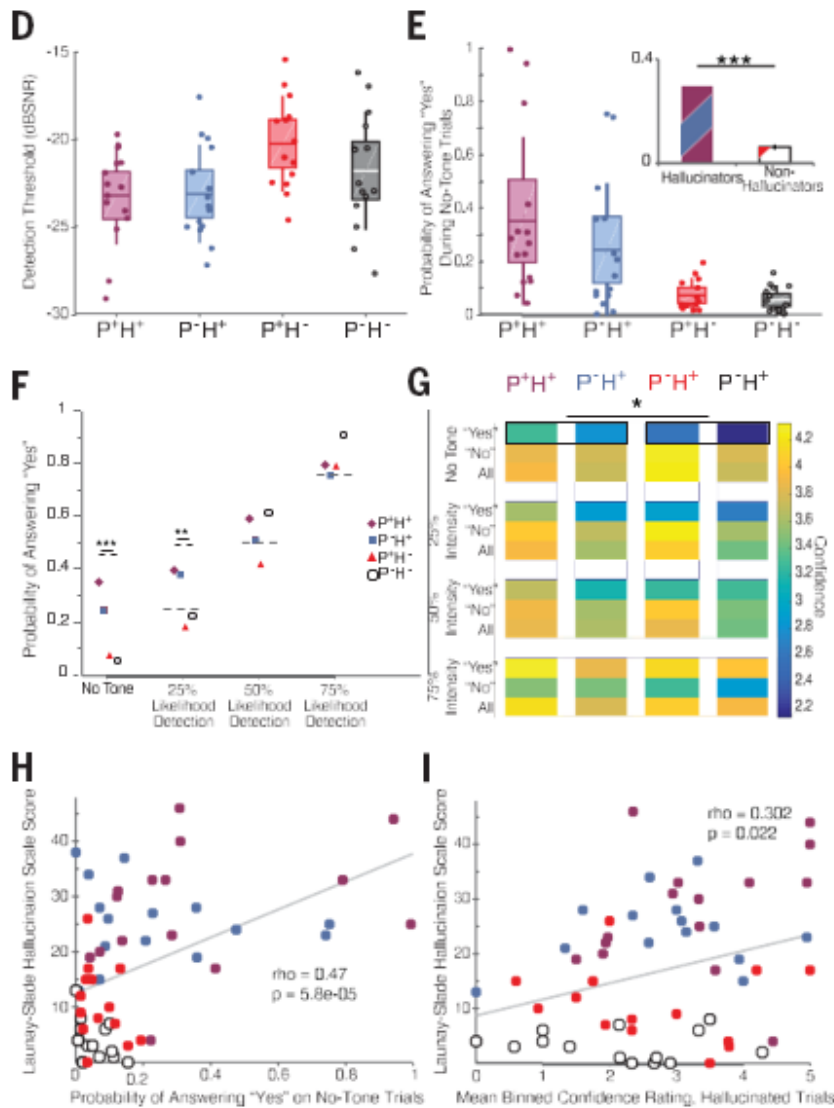 D
Detection Threshold (dBSNR)
-15
-20
-25
-30
P⁺H⁺ P⁻H⁺ P⁺H⁻ P⁻H⁻
E
Probability of Answering "Yes"
During No-Tone Trials
1
0.8
0.6
0.4
0.2
0
P⁺H⁺ P⁻H⁺ P⁺H⁻ P⁻H⁻
0.4
0
***
Hallucinators
Non-
Hallucinators
F
Probability of Answering "Yes"
1
0.8
0.6
0.4
0.2
0
***
**
No Tone
25%
Likelihood
Detection
50%
Likelihood
Detection
75%
Likelihood
Detection
P⁺H⁺
P⁻H⁺
P⁺H⁻
P⁻H⁻
G
P⁺H⁺ P⁻H⁺ P⁻H⁺ P⁻H⁺
*
No Tone
"Yes"
"No"
All
25%
Intensity
"Yes"
"No"
All
50%
Intensity
"Yes"
"No"
All
75%
Intensity
"Yes"
"No"
All
4.2
4
3.8
3.6
3.4
3.2
3
2.8
2.6
2.4
2.2
Confidence
H
Launay-Slade Hallucination Scale Score
40
30
20
10
0
rho = 0.47
p = 5.8e-05
0.2 0.4 0.6 0.8 1
Probability of Answering "Yes" on No-Tone Trials
I
Launay-Slade Hallucination Scale Score
40
30
20
10
0
rho = 0.302
p = 0.022
0 1 2 3 4 5
Mean Binned Confidence Rating, Hallucinated Trials